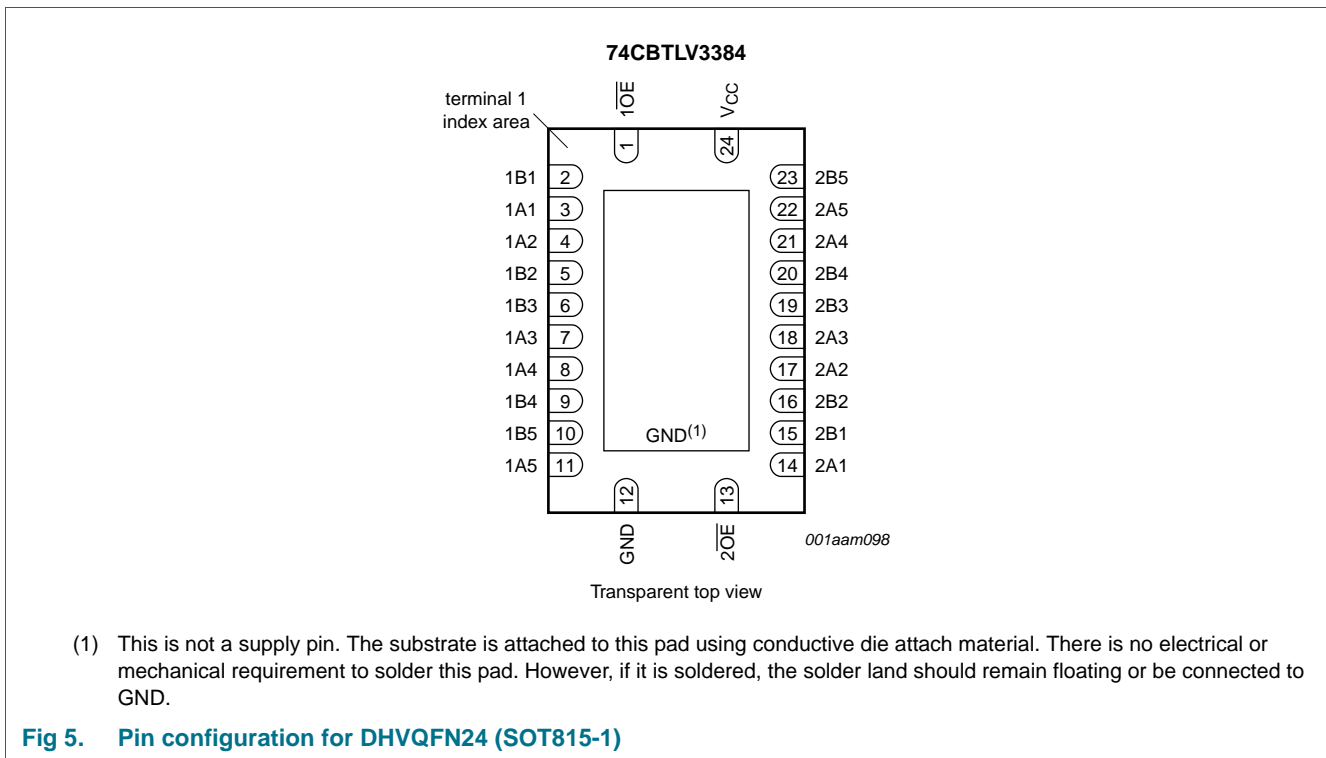 74CBTLV3384
terminal 1
index area
1OE
VCC
1
24
1B1 2
1A1 3
1A2 4
1B2 5
1B3 6
1A3 7
1A4 8
1B4 9
1B5 10
1A5 11
23 2B5
22 2A5
21 2A4
20 2B4
19 2B3
18 2A3
17 2A2
16 2B2
15 2B1
14 2A1
GND(1)
12
13
GND
2OE
001aam098
Transparent top view
(1) This is not a supply pin. The substrate is attached to this pad using conductive die attach material. There is no electrical or
mechanical requirement to solder this pad. However, if it is soldered, the solder land should remain floating or be connected to
GND.
Fig 5. Pin configuration for DHVQFN24 (SOT815-1)